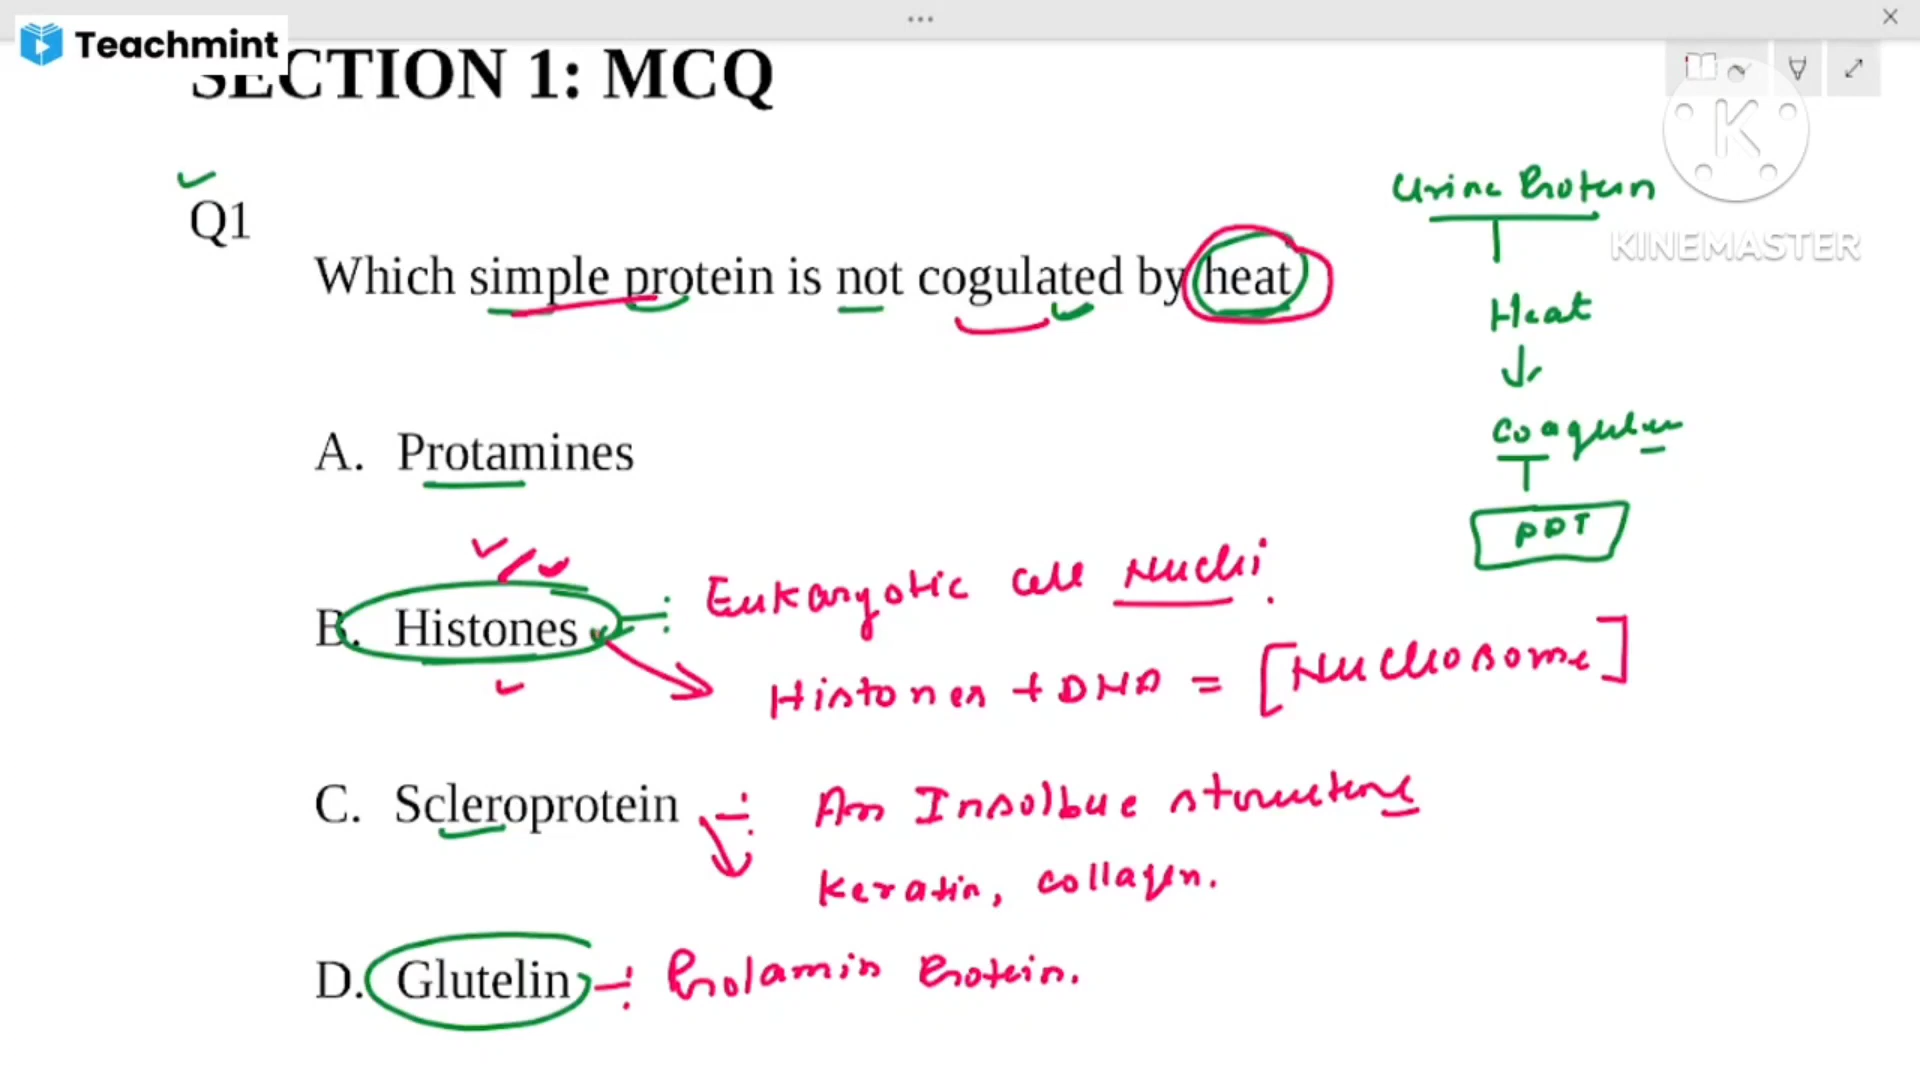 Teachmint
SECTION 1: MCQ
Q1
Which simple protein is not cogulated by heat
A. Protamines
B. Histones
Eukaryotic cell Nuclei.
Histones + DNA = [Nucleosome]
C. Scleroprotein
An Insolbue structure
Keratin, collagen.
D. Glutelin
Prolamin Protein.
Urine Protein
Heat
PPT
K
KINEMASTER